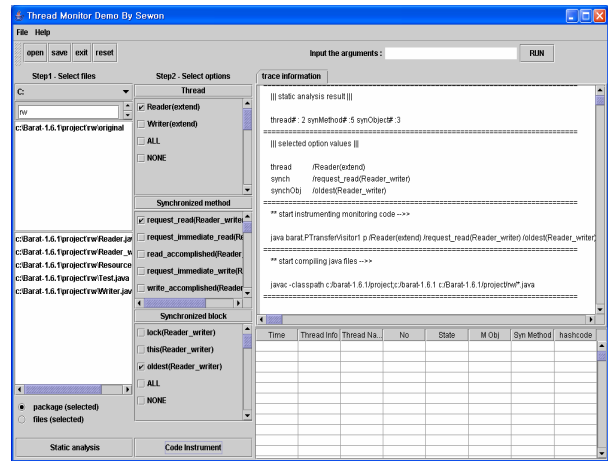 Thread Monitor Demo By Sewon
File Help
open save exit reset
Input the arguments :
RUN
Step1 - Select files
C:
rw
c:\Barat-1.6.1\project\rw\original
c:\Barat-1.6.1\project\rw\Reader.jav
c:\Barat-1.6.1\project\rw\Reader_w
c:\Barat-1.6.1\project\rw\Resource
c:\Barat-1.6.1\project\rw\Test.java
c:\Barat-1.6.1\project\rw\Writer.jav
package (selected)
files (selected)
Static analysis
Step2 - Select options
Thread
Reader(extend)
Writer(extend)
ALL
NONE
Synchronized method
request_read(Reader_writer
request_immediate_read(Re
read_accomplished(Reader_
request_immediate_write(R
write_accomplished(Reader
Synchronized block
lock(Reader_writer)
this(Reader_writer)
oldest(Reader_writer)
ALL
NONE
Code Instrument
trace information
||| static analysis result |||
thread# : 2 synMethod# :5 synObject# :3
||| selected option values |||
thread /Reader(extend)
synch /request_read(Reader_writer)
synchObj /oldest(Reader_writer)
** start instrumenting monitoring code -->>
java barat.PTransferVisitor1 p /Reader(extend) /request_read(Reader_writer) /oldest(Reader_writer)
** start compiling java files -->>
javac -classpath c:/barat-1.6.1/project;c:/barat-1.6.1 c:/Barat-1.6.1/project/rw/*.java
Time Thread Info Thread Na... No State M Obj Syn Method hashcode